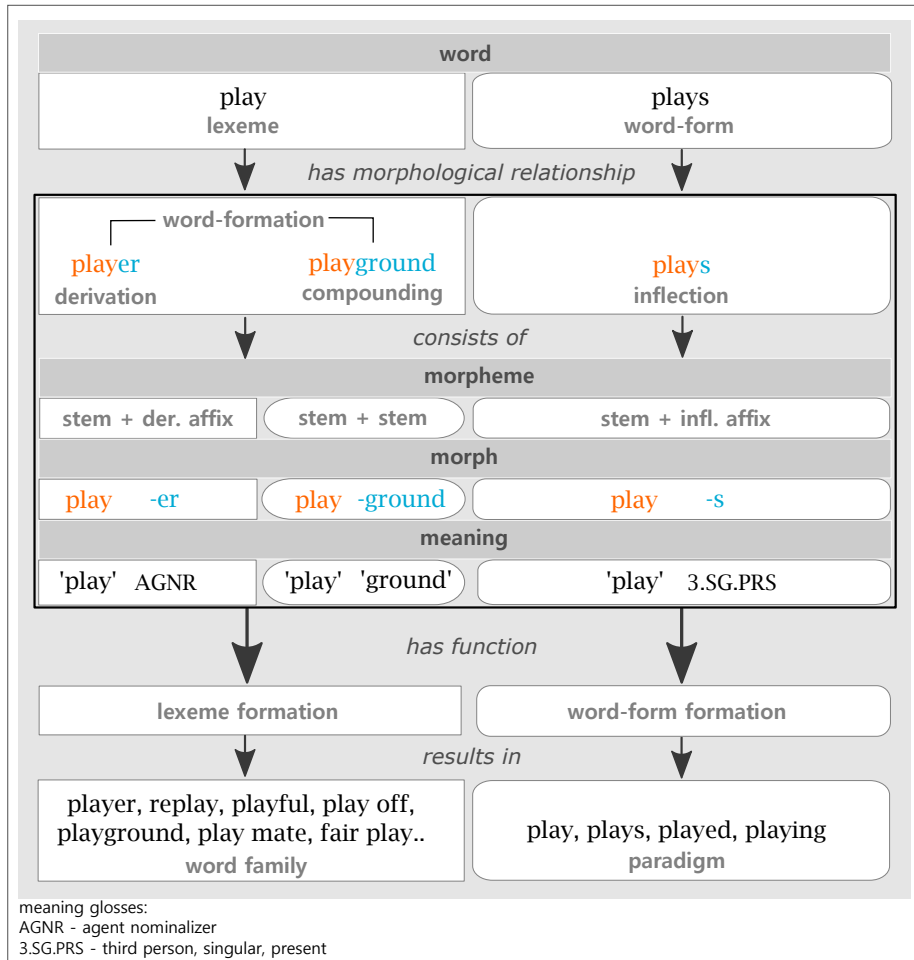 word
play plays
lexeme word-form
has morphological relationship
word-formation
player playground plays
derivation compounding inflection
consists of
morpheme
stem + der. affix stem + stem stem + infl. affix
morph
play -er play -ground play -s
meaning
'play' AGNR 'play' 'ground' 'play' 3.SG.PRS
has function
lexeme formation word-form formation
results in
player, replay, playful, play off,
playground, play mate, fair play.. play, plays, played, playing
word family paradigm
meaning glosses:
AGNR - agent nominalizer
3.SG.PRS - third person, singular, present